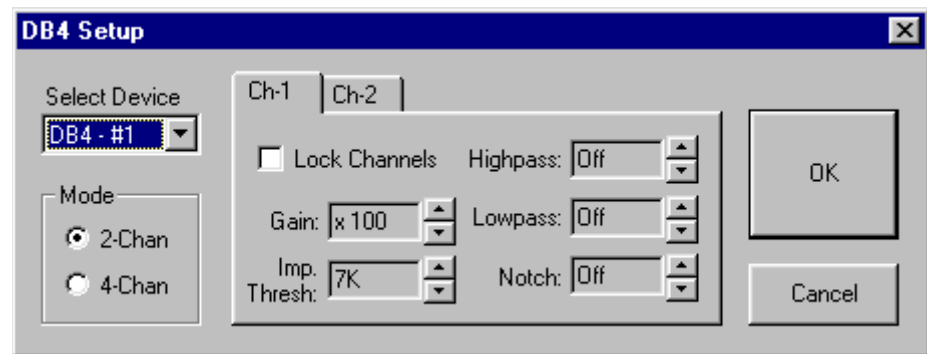 DB4 Setup
Select Device
DB4 - #1
Mode
2-Chan
4-Chan
Ch-1
Ch-2
Lock Channels
Gain: x 100
Imp.
Thresh: 7K
Highpass: Off
Lowpass: Off
Notch: Off
OK
Cancel